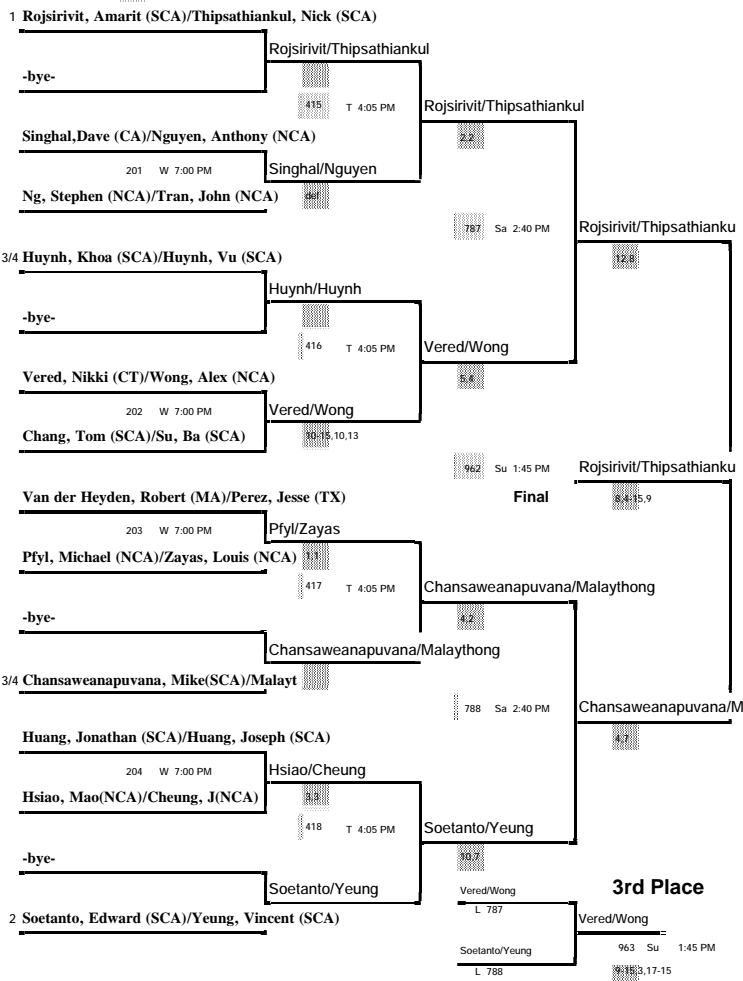 1 Rojsirivit, Amarit (SCA)/Thipsathiankul, Nick (SCA)
Rojsirivit/Thipsathiankul
-bye-
415 T 4:05 PM
Rojsirivit/Thipsathiankul
Singhal,Dave (CA)/Nguyen, Anthony (NCA)
2,2
201 W 7:00 PM
Singhal/Nguyen
Ng, Stephen (NCA)/Tran, John (NCA)
def
787 Sa 2:40 PM
Rojsirivit/Thipsathianku
3/4 Huynh, Khoa (SCA)/Huynh, Vu (SCA)
12,8
Huynh/Huynh
-bye-
416 T 4:05 PM
Vered/Wong
Vered, Nikki (CT)/Wong, Alex (NCA)
5,4
202 W 7:00 PM
Vered/Wong
Chang, Tom (SCA)/Su, Ba (SCA)
10-15,10,13
962 Su 1:45 PM
Rojsirivit/Thipsathianku
Van der Heyden, Robert (MA)/Perez, Jesse (TX)
Final
8,4-15,9
203 W 7:00 PM
Pfyl/Zayas
Pfyl, Michael (NCA)/Zayas, Louis (NCA)
1,1
417 T 4:05 PM
Chansaweanapuvana/Malaythong
-bye-
4,2
Chansaweanapuvana/Malaythong
3/4 Chansaweanapuvana, Mike(SCA)/Malayt
788 Sa 2:40 PM
Chansaweanapuvana/M
Huang, Jonathan (SCA)/Huang, Joseph (SCA)
4,7
204 W 7:00 PM
Hsiao/Cheung
Hsiao, Mao(NCA)/Cheung, J(NCA)
3,3
418 T 4:05 PM
Soetanto/Yeung
-bye-
10,7
Soetanto/Yeung
Vered/Wong
3rd Place
L 787
2 Soetanto, Edward (SCA)/Yeung, Vincent (SCA)
Vered/Wong
Soetanto/Yeung
963 Su 1:45 PM
L 788
9-15,3,17-15